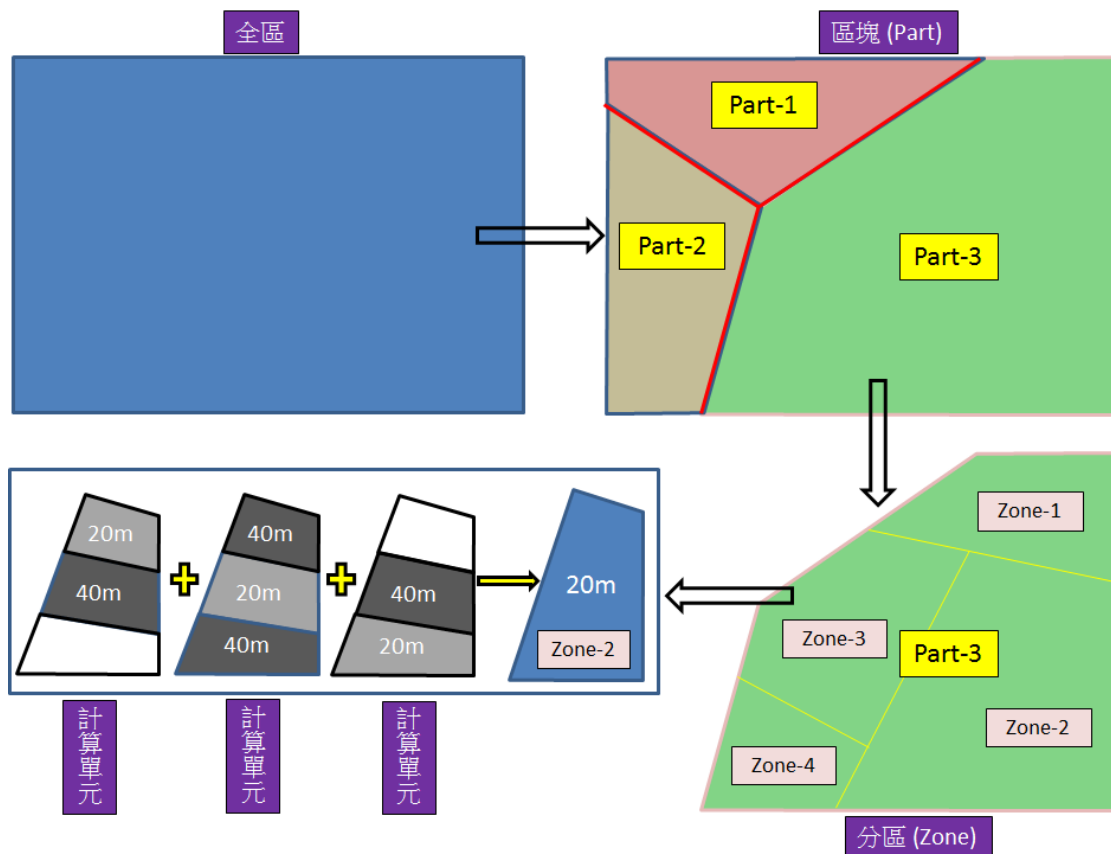 全區
區塊 (Part)
Part-1
Part-2
Part-3
20m
40m
40m
20m
40m
40m
20m
20m
Zone-2
計算單元
計算單元
計算單元
Zone-1
Zone-3
Part-3
Zone-2
Zone-4
分區 (Zone)